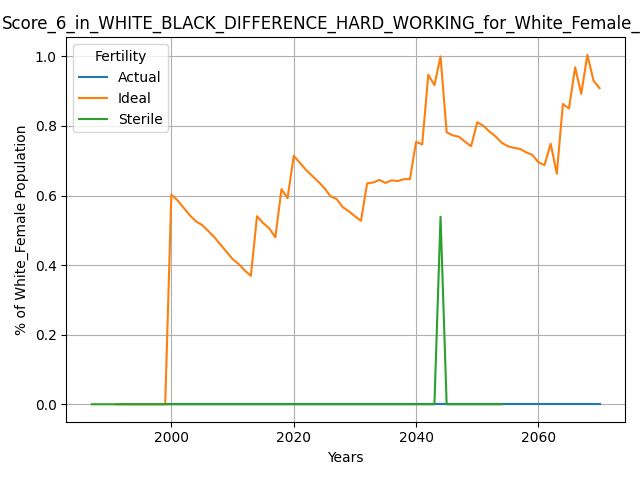 Score_6_in_WHITE_BLACK_DIFFERENCE_HARD_WORKING_for_White_Female_
Fertility
Actual
Ideal
Sterile
% of White_Female Population
1.0
0.8
0.6
0.4
0.2
0.0
2000 2020 2040 2060
Years